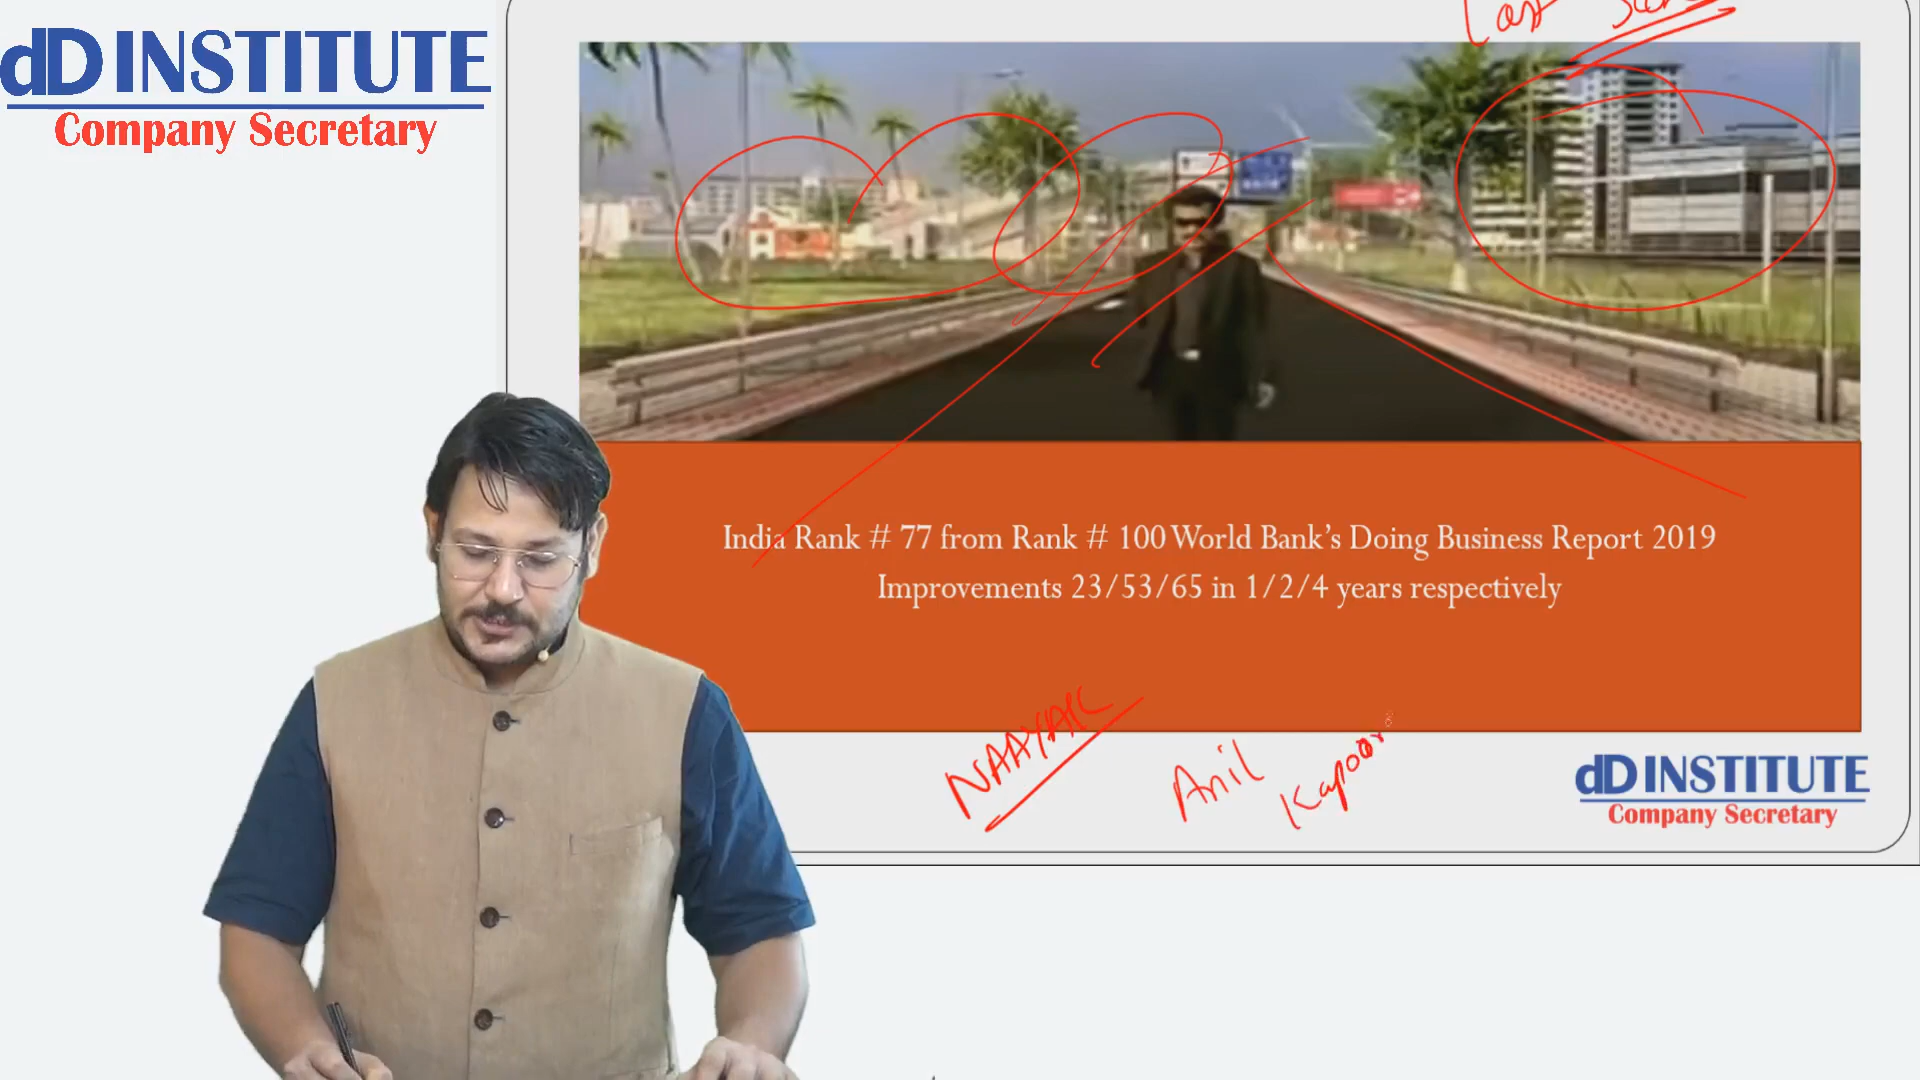 dD INSTITUTE
Company Secretary
Last
India Rank # 77 from Rank # 100 World Bank's Doing Business Report 2019
Improvements 23/53/65 in 1/2/4 years respectively
NAAYAK
Anil Kapoor
dD INSTITUTE
Company Secretary